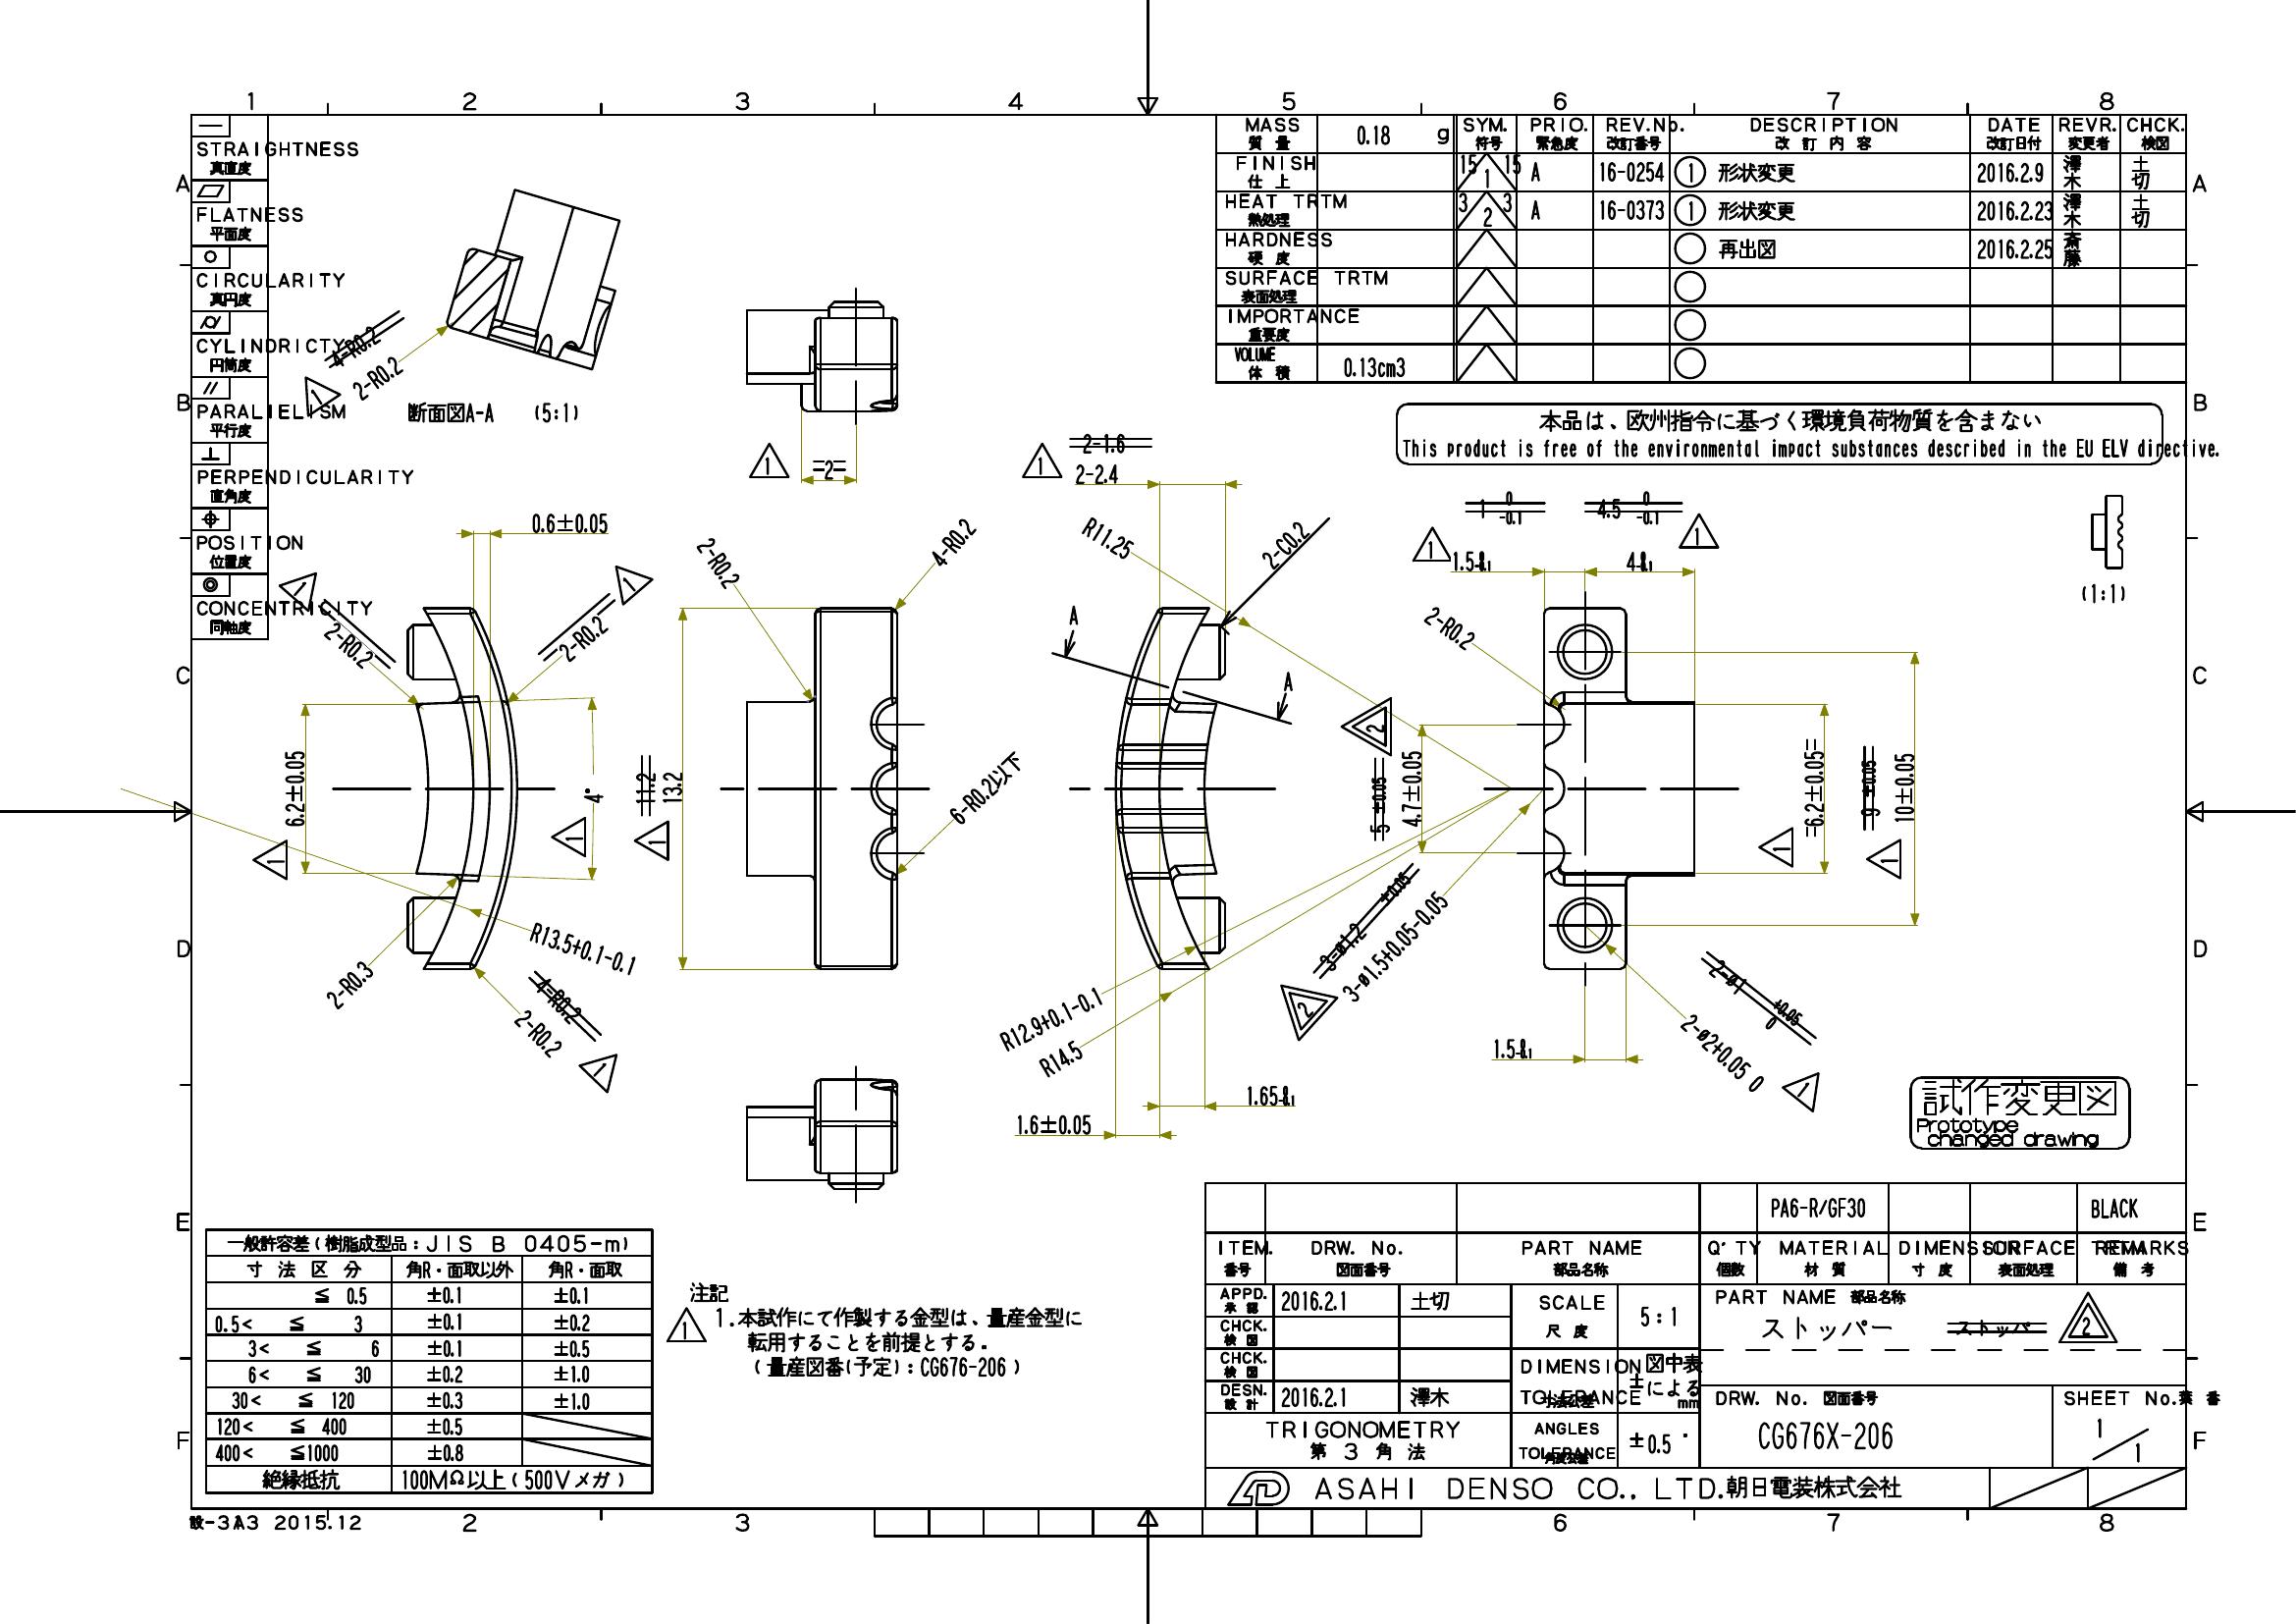 1 2 3 4 5 6 7 8
A
B
C
D
E
F
STRAIGHTNESS
真直度
FLATNESS
平面度
CIRCULARITY
真円度
CYLINDRICTY
円筒度
PARALIELISM
平行度
PERPENDICULARITY
直角度
POSITION
位置度
CONCENTRICITY
同軸度
MASS 0.18 g
質量
FINISH
仕上
HEAT TRTM
熱処理
HARDNESS
硬度
SURFACE TRTM
表面処理
IMPORTANCE
重要度
VOLUME 0.13cm3
体積
SYM. PRIO. REV.No. DESCRIPTION DATE REVR. CHCK.
符号 緊急度 改訂番号 改訂内容 改訂日付 変更者 検図
15 1 15 A 16-0254 1 形状変更 2016.2.9 澤木 土切
3 2 3 A 16-0373 1 形状変更 2016.2.23 澤木 土切
再出図 2016.2.25 斎藤
本品は、欧州指令に基づく環境負荷物質を含まない
This product is free of the environmental impact substances described in the EU ELV directive.
4-R0.2
2-R0.2
1
断面図A-A (5:1)
1
=2=
1
2-1.6
2-2.4
1 0 -0.1
4.5 0 -0.1
1
1
1.5 0 -0.1
4 0 -0.1
(1:1)
0.6±0.05
1
2-R0.2
1
2-R0.2
6.2±0.05
1
4°
1
R13.5+0.1-0.1
2-R0.3
4-R0.2
2-R0.2
1
2-R0.2
4-R0.2
11.2
13.2
1
6-R0.2以下
R11.25
2-C0.2
A
A
2
5 ±0.05
4.7±0.05
3-ø1.2 ±0.05
3-ø1.5+0.05-0.05
2
R12.9+0.1-0.1
R14.5
1.65 0 -0.1
1.6±0.05
2-R0.2
=6.2±0.05=
1
9 ±0.05
10±0.05
1
2-ø1 +0.05 0
2-ø2+0.05 0
1
1.5 0 -0.1
試作変更図
Prototype
changed drawing
一般許容差(樹脂成型品:JIS B 0405-m)
寸法区分 角R・面取以外 角R・面取
≦ 0.5 ±0.1 ±0.1
0.5< ≦ 3 ±0.1 ±0.2
3< ≦ 6 ±0.1 ±0.5
6< ≦ 30 ±0.2 ±1.0
30< ≦ 120 ±0.3 ±1.0
120< ≦ 400 ±0.5
400< ≦1000 ±0.8
絶縁抵抗 100MΩ以上(500Vメガ)
注記
1 1.本試作にて作製する金型は、量産金型に
転用することを前提とする。
(量産図番(予定):CG676-206)
PA6-R/GF30 BLACK
ITEM. DRW. No. PART NAME Q'TY MATERIAL DIMENSION SURFACE TRTM REMARKS
番号 図面番号 部品名称 個数 材質 寸度 表面処理 備考
APPD. 承認 2016.2.1 土切
CHCK. 検図
CHCK. 検図
DESN. 設計 2016.2.1 澤木
SCALE 尺度 5:1
DIMENSION TOLERANCE 寸法公差 図中表による ± mm
TRIGONOMETRY
第3角法
ANGLES TOLERANCE 角度公差 ±0.5°
PART NAME 部品名称
ストッパー ストッパ 2
DRW. No. 図面番号
CG676X-206
SHEET No.葉番
1/1
ASAHI DENSO CO., LTD.朝日電装株式会社
設-3A3 2015.12
2 3 6 7 8